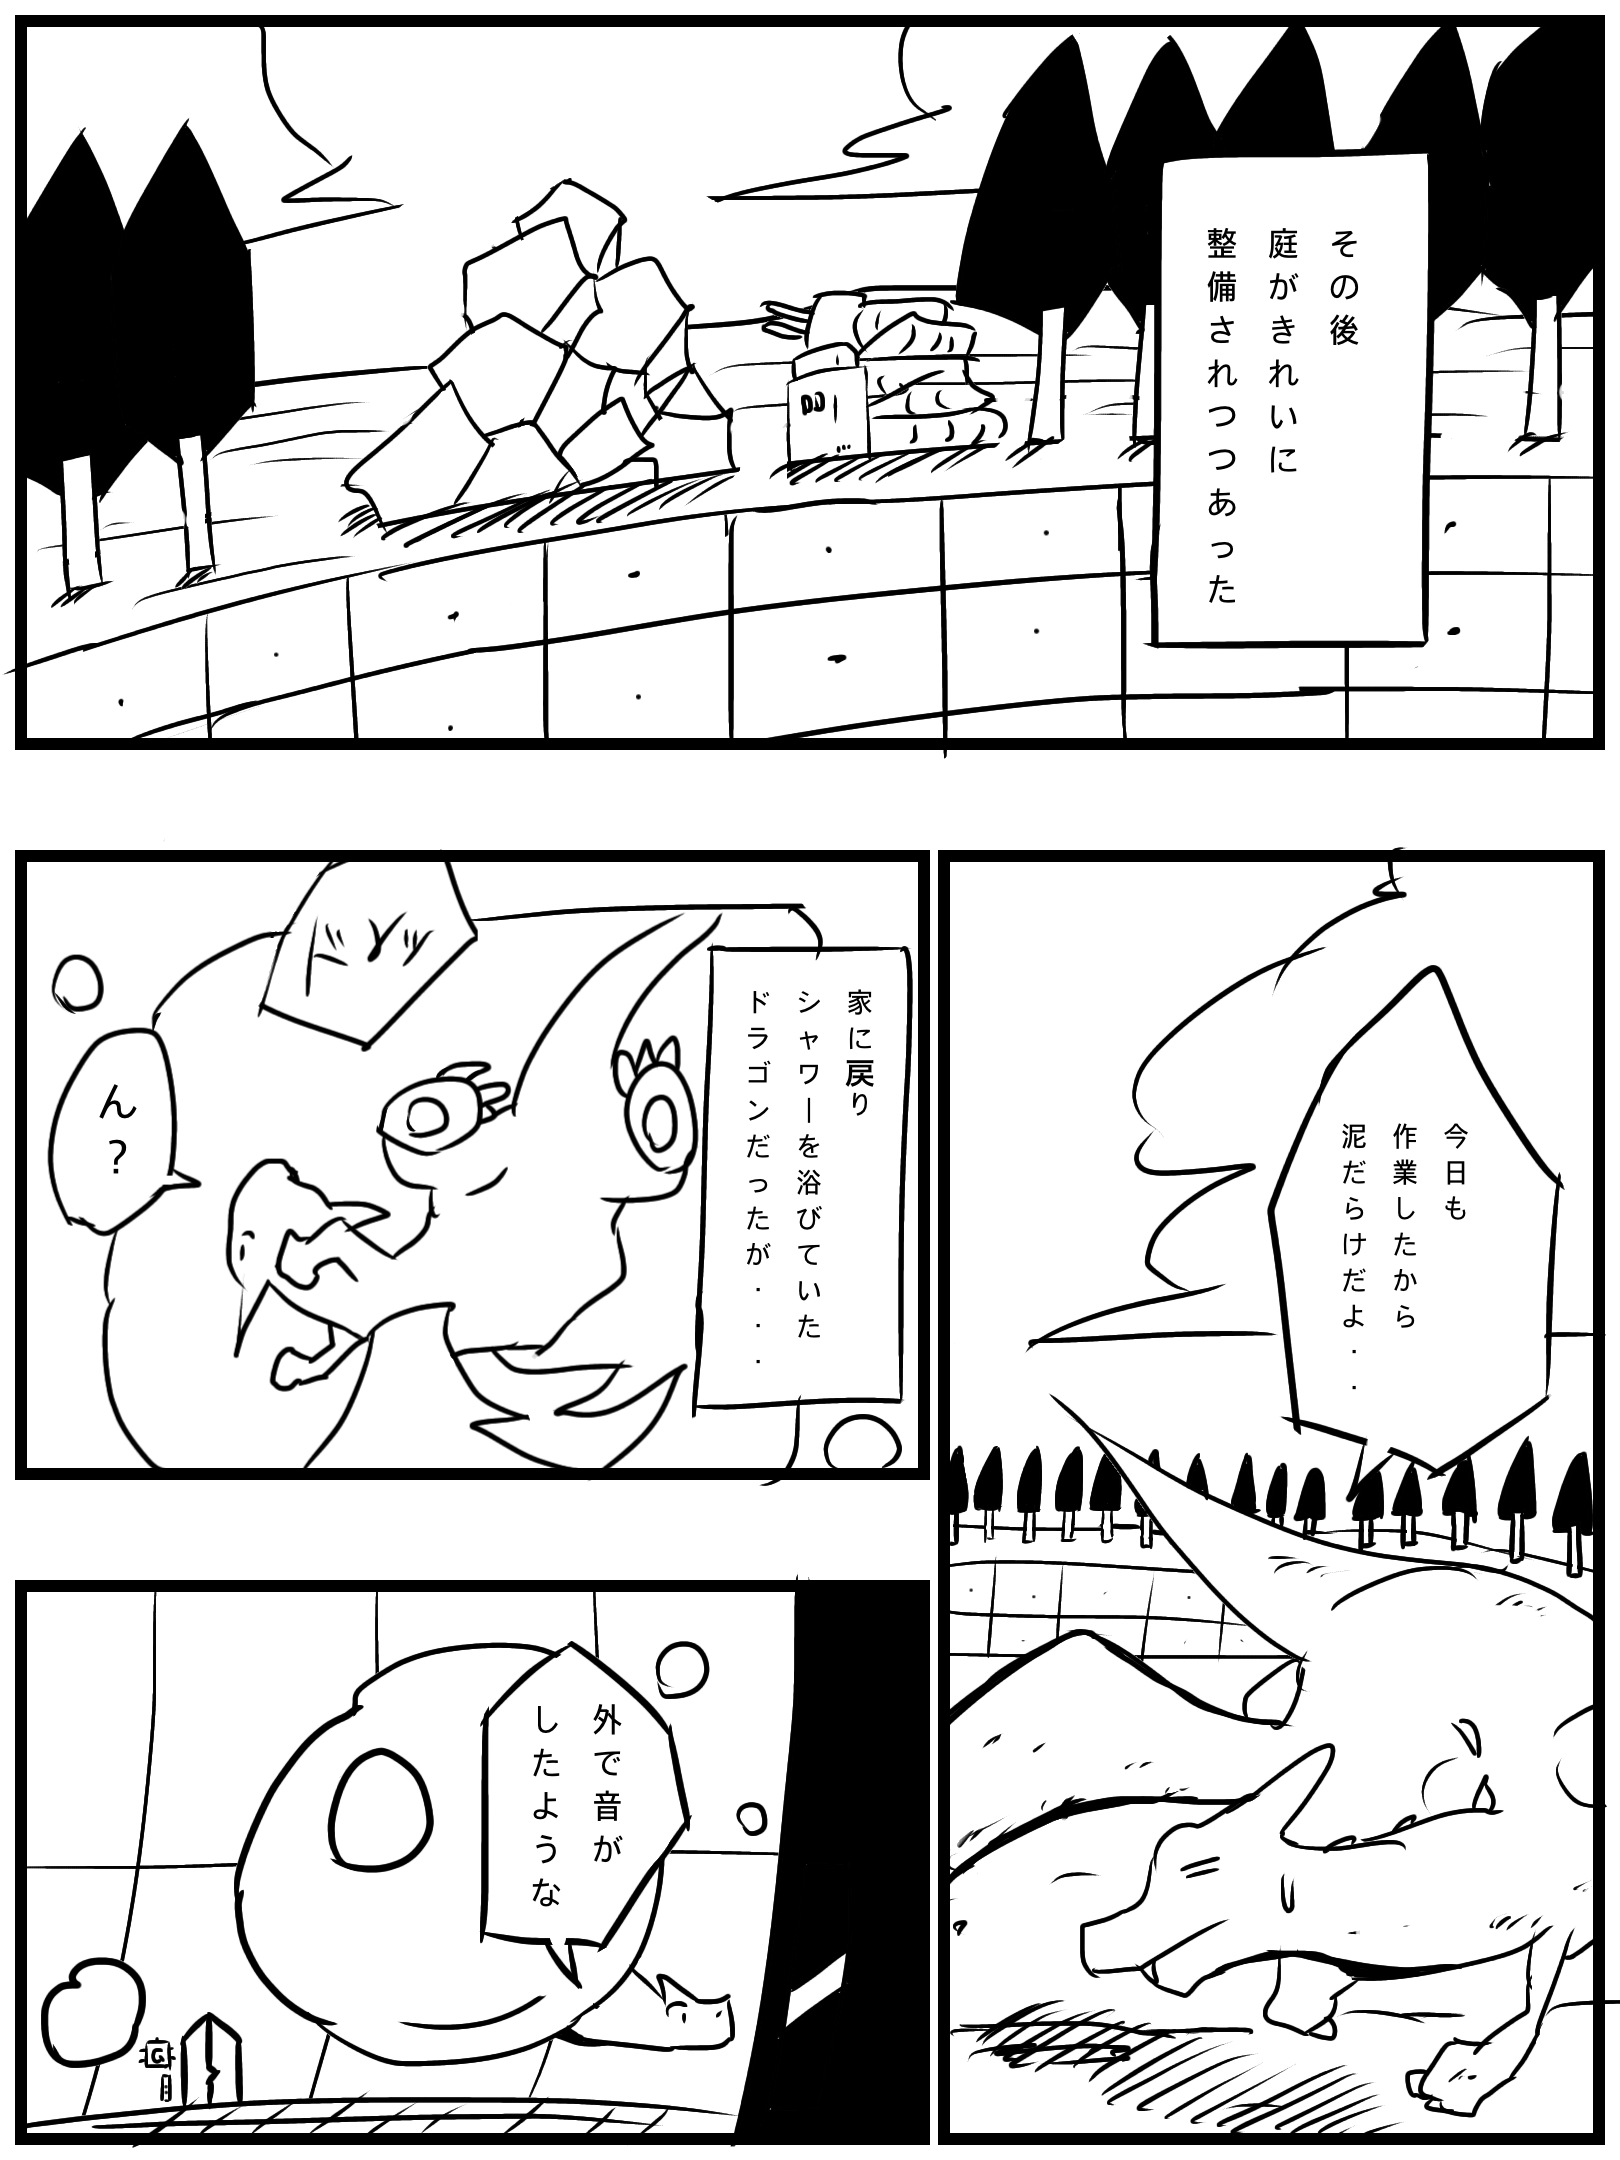 その後
庭がきれいに
整備されつつあった
今日も
作業したから
泥だらけだよ．．
家に戻り
シャワーを浴びていた
ドラゴンだったが．．．
ん？
外で音が
したような